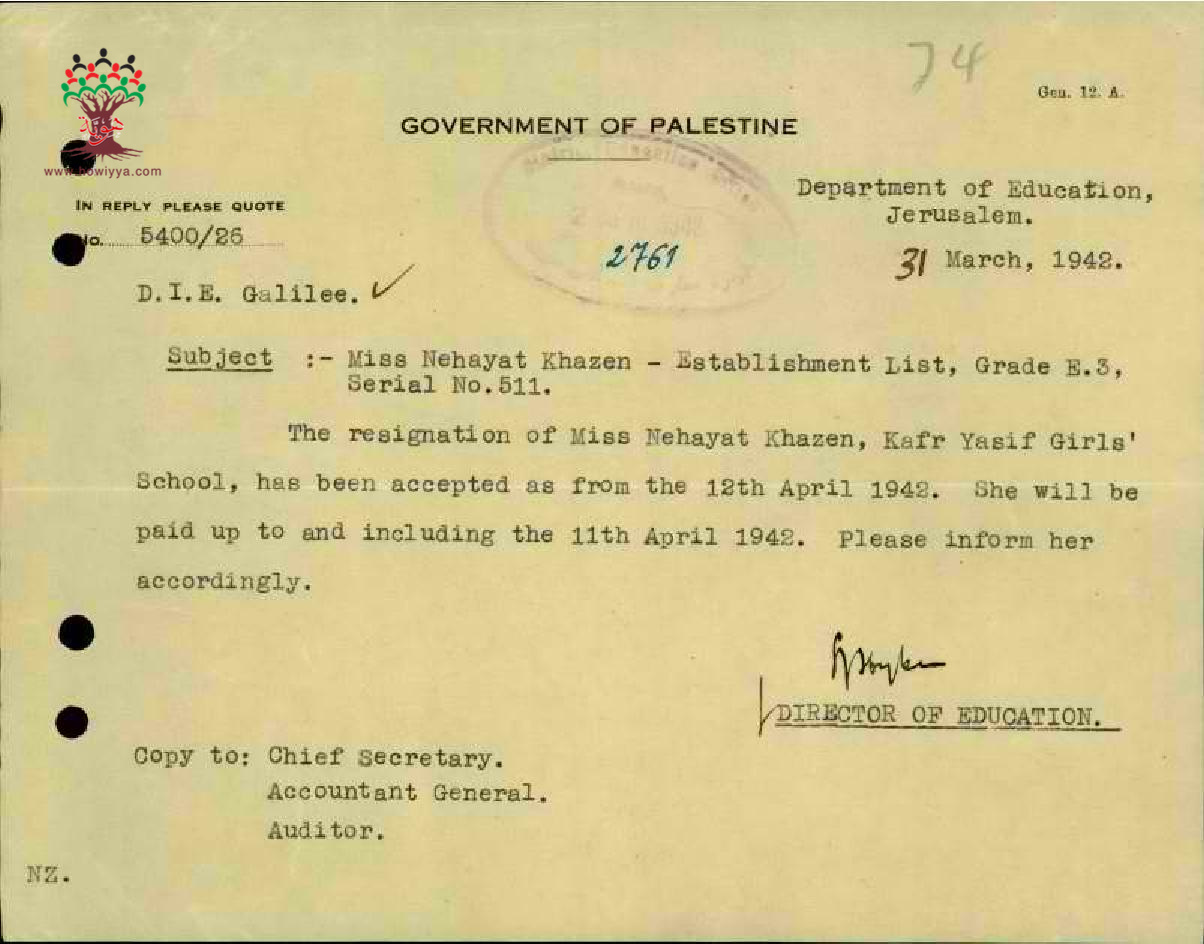 74
Gen. 12. A.
GOVERNMENT OF PALESTINE
www.howiyya.com
Department of Education,
Jerusalem.
IN REPLY PLEASE QUOTE
No. 5400/26
2761
31 March, 1942.
D.I.E. Galilee.
Subject :- Miss Nehayat Khazen - Establishment List, Grade E.3,
Serial No.511.
The resignation of Miss Nehayat Khazen, Kafr Yasif Girls'
School, has been accepted as from the 12th April 1942. She will be
paid up to and including the 11th April 1942. Please inform her
accordingly.
DIRECTOR OF EDUCATION.
Copy to: Chief Secretary.
Accountant General.
Auditor.
NZ.